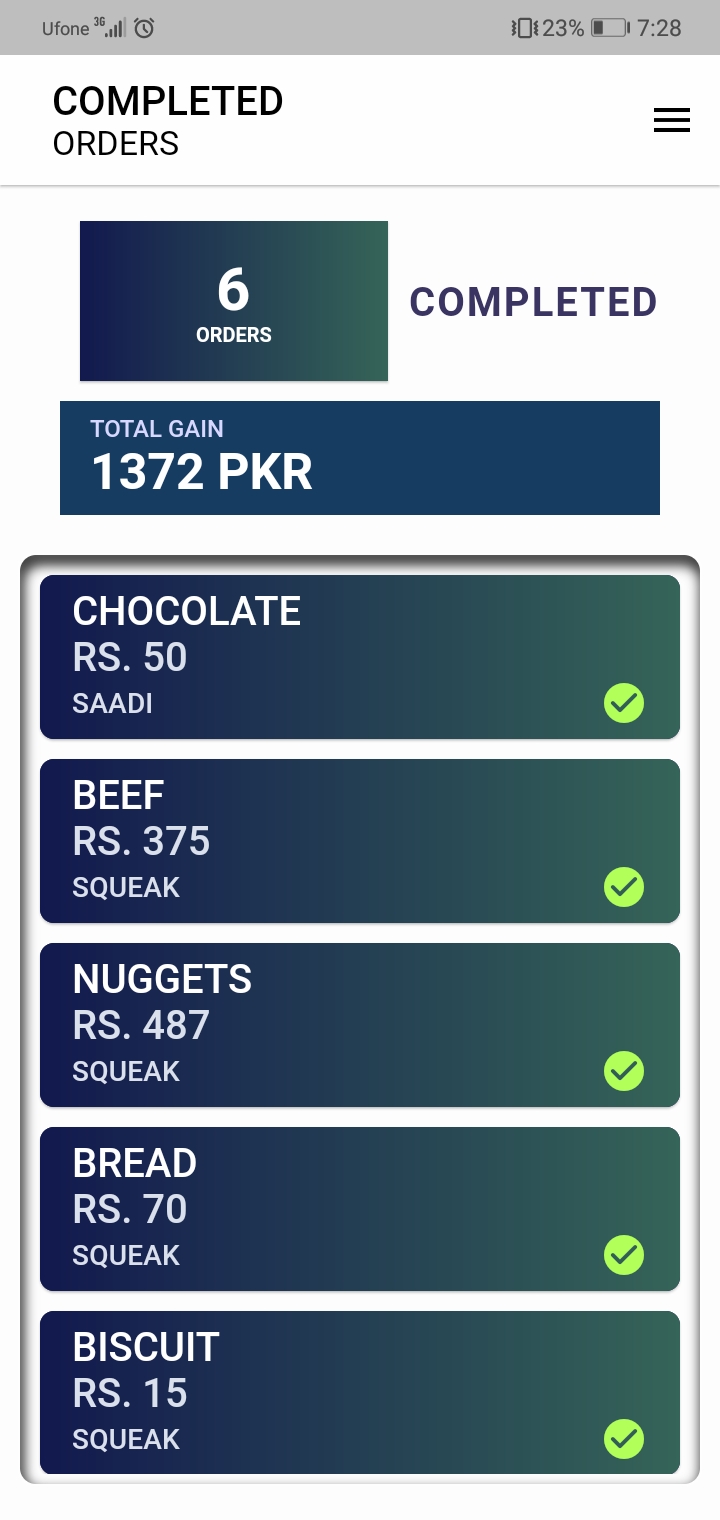 Ufone 3G 23% 7:28
COMPLETED
ORDERS
6
ORDERS
COMPLETED
TOTAL GAIN
1372 PKR
CHOCOLATE
RS. 50
SAADI
BEEF
RS. 375
SQUEAK
NUGGETS
RS. 487
SQUEAK
BREAD
RS. 70
SQUEAK
BISCUIT
RS. 15
SQUEAK